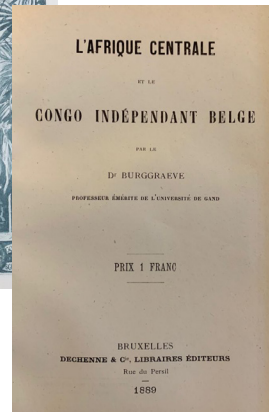 L'AFRIQUE CENTRALE
ET LE
CONGO INDÉPENDANT BELGE
PAR LE
Dr BURGGRAEVE
PROFESSEUR ÉMÉRITE DE L'UNIVERSITÉ DE GAND
PRIX 1 FRANC
BRUXELLES
DECHENNE & Cie, LIBRAIRES ÉDITEURS
Rue du Persil
1889